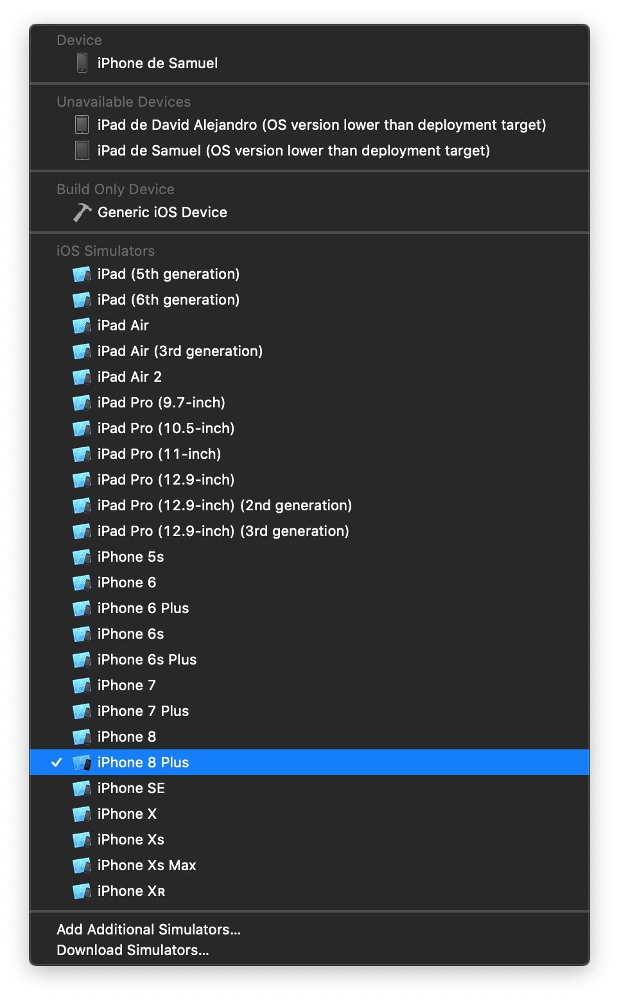 Device
iPhone de Samuel
Unavailable Devices
iPad de David Alejandro (OS version lower than deployment target)
iPad de Samuel (OS version lower than deployment target)
Build Only Device
Generic iOS Device
iOS Simulators
iPad (5th generation)
iPad (6th generation)
iPad Air
iPad Air (3rd generation)
iPad Air 2
iPad Pro (9.7-inch)
iPad Pro (10.5-inch)
iPad Pro (11-inch)
iPad Pro (12.9-inch)
iPad Pro (12.9-inch) (2nd generation)
iPad Pro (12.9-inch) (3rd generation)
iPhone 5s
iPhone 6
iPhone 6 Plus
iPhone 6s
iPhone 6s Plus
iPhone 7
iPhone 7 Plus
iPhone 8
iPhone 8 Plus
iPhone SE
iPhone X
iPhone Xs
iPhone Xs Max
iPhone Xʀ
Add Additional Simulators...
Download Simulators...